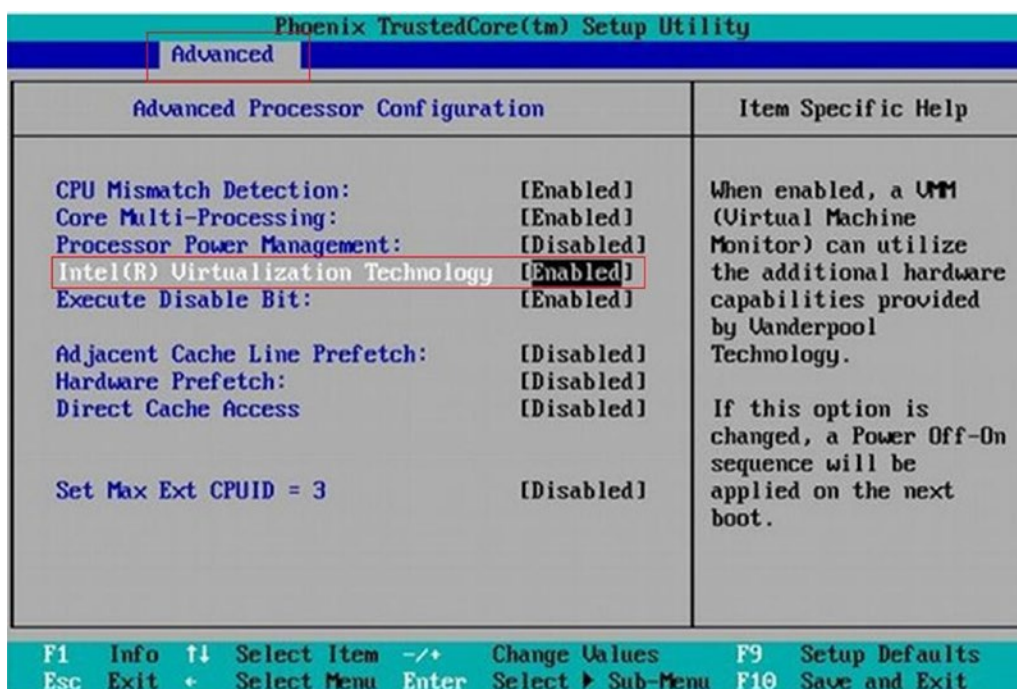 Phoenix TrustedCore(tm) Setup Utility
Advanced
Advanced Processor Configuration
Item Specific Help
CPU Mismatch Detection: [Enabled]
Core Multi-Processing: [Enabled]
Processor Power Management: [Disabled]
Intel(R) Virtualization Technology [Enabled]
Execute Disable Bit: [Enabled]
Adjacent Cache Line Prefetch: [Disabled]
Hardware Prefetch: [Disabled]
Direct Cache Access [Disabled]
Set Max Ext CPUID = 3 [Disabled]
When enabled, a VMM
(Virtual Machine
Monitor) can utilize
the additional hardware
capabilities provided
by Vanderpool
Technology.
If this option is
changed, a Power Off-On
sequence will be
applied on the next
boot.
F1 Info ↑↓ Select Item -/+ Change Values F9 Setup Defaults
Esc Exit ← Select Menu Enter Select ▶ Sub-Menu F10 Save and Exit